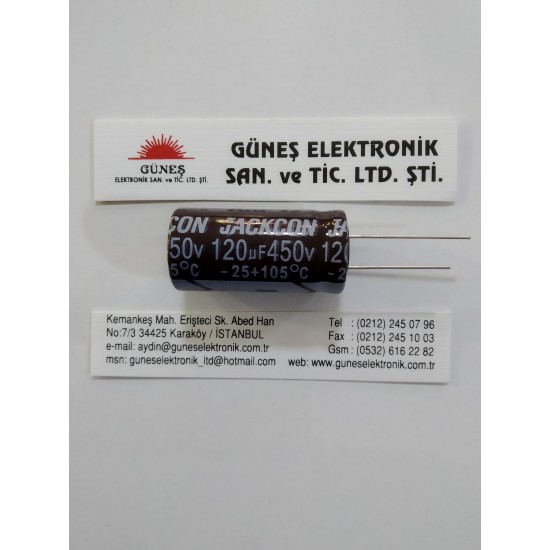 GÜNEŞ
ELEKTRONİK SAN. ve TİC. LTD. ŞTİ.
GÜNEŞ ELEKTRONİK
SAN. ve TİC. LTD. ŞTİ.
CON JACKCON JACK
50V 120µF450V 120
5°C -25+105°C -2
Kemankeş Mah. Erişteci Sk. Abed Han
No:7/3 34425 Karaköy / İSTANBUL
e-mail: aydin@guneselektronik.com.tr
msn: guneselektronik_ltd@hotmail.com
Tel : (0212) 245 07 96
Fax : (0212) 245 10 03
Gsm : (0532) 616 22 82
web: www.guneselektronik.com.tr